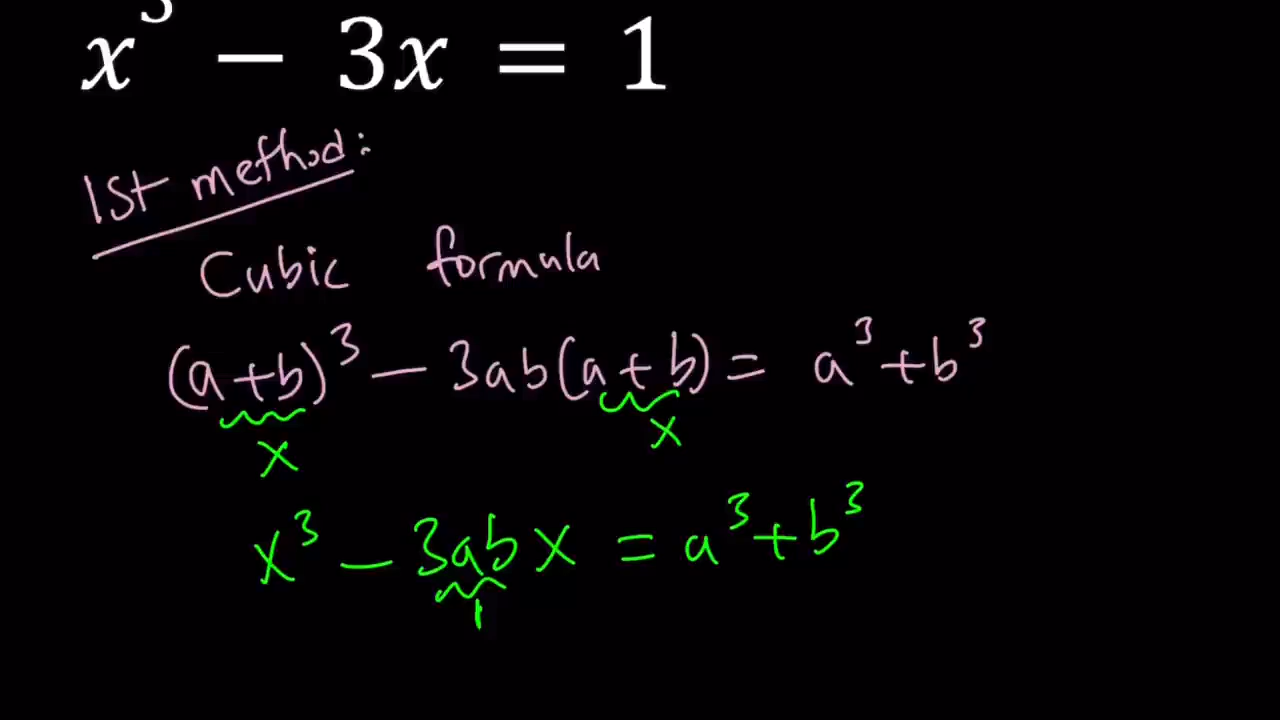 x³ − 3x = 1
1St method:
Cubic formula
(a+b)³ − 3ab(a+b) = a³+b³
x x
x³ − 3abx = a³+b³
1